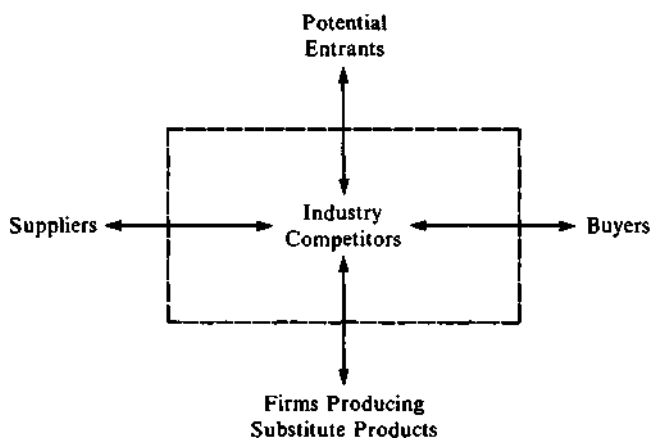 Potential
Entrants
Suppliers
Industry
Competitors
Buyers
Firms Producing
Substitute Products